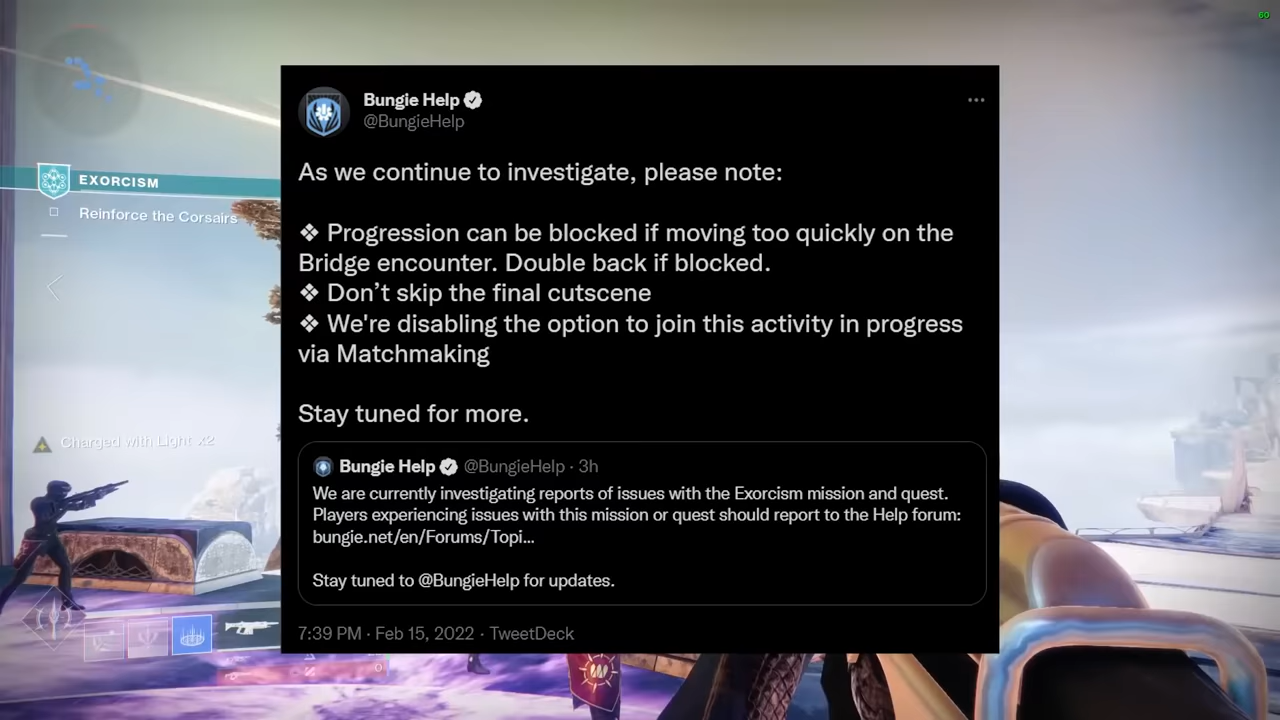 60
EXORCISM
Reinforce the Corsairs
Charged with Light x2
Bungie Help
@BungieHelp
As we continue to investigate, please note:
❖ Progression can be blocked if moving too quickly on the
Bridge encounter. Double back if blocked.
❖ Don’t skip the final cutscene
❖ We're disabling the option to join this activity in progress
via Matchmaking
Stay tuned for more.
Bungie Help @BungieHelp · 3h
We are currently investigating reports of issues with the Exorcism mission and quest.
Players experiencing issues with this mission or quest should report to the Help forum:
bungie.net/en/Forums/Topi...
Stay tuned to @BungieHelp for updates.
7:39 PM · Feb 15, 2022 · TweetDeck